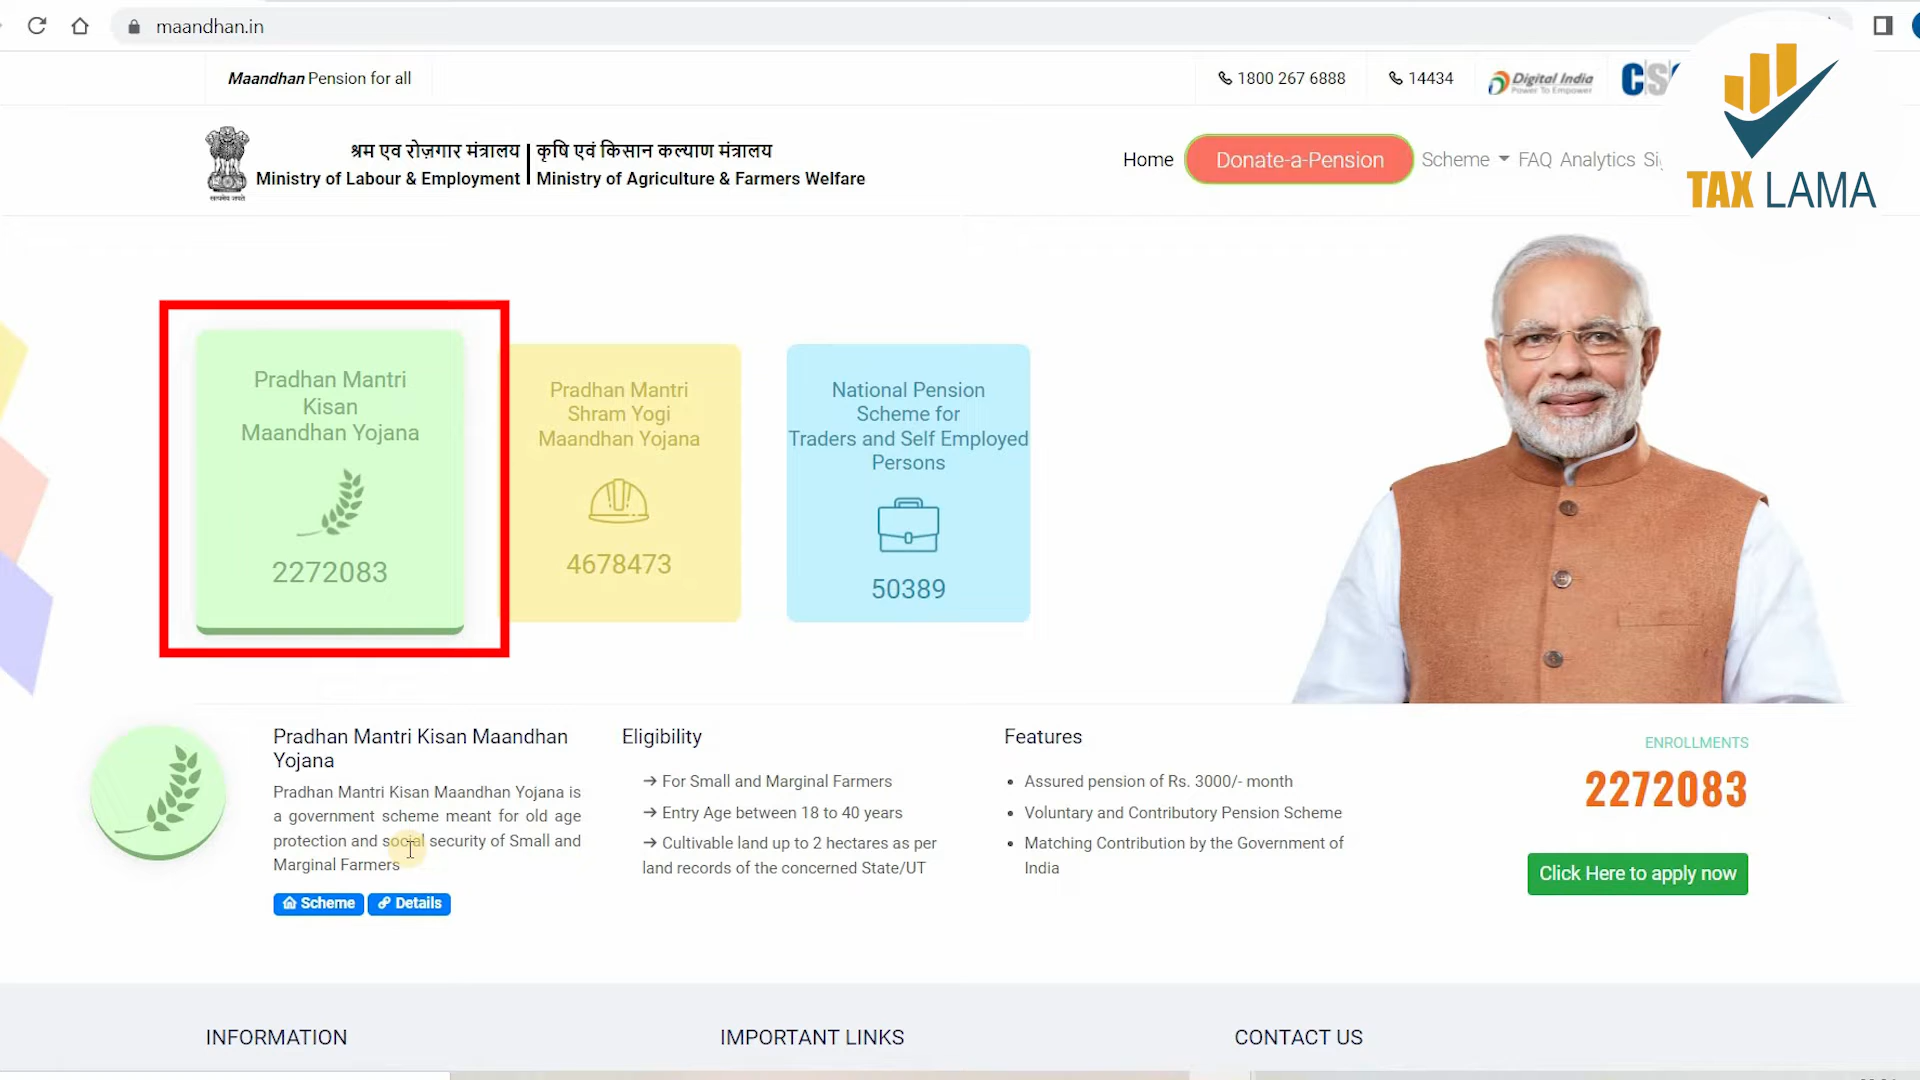 maandhan.in
Maandhan Pension for all
1800 267 6888
14434
Digital India
Power To Empower
CS
TAX LAMA
श्रम एव रोज़गार मंत्रालय
Ministry of Labour & Employment
कृषि एवं किसान कल्याण मंत्रालय
Ministry of Agriculture & Farmers Welfare
सत्यमेव जयते
Home
Donate-a-Pension
Scheme
FAQ
Analytics
Pradhan Mantri
Kisan
Maandhan Yojana
2272083
Pradhan Mantri
Shram Yogi
Maandhan Yojana
4678473
National Pension
Scheme for
Traders and Self Employed
Persons
50389
Pradhan Mantri Kisan Maandhan
Yojana
Pradhan Mantri Kisan Maandhan Yojana is
a government scheme meant for old age
protection and social security of Small and
Marginal Farmers
Scheme
Details
Eligibility
→ For Small and Marginal Farmers
→ Entry Age between 18 to 40 years
→ Cultivable land up to 2 hectares as per
land records of the concerned State/UT
Features
• Assured pension of Rs. 3000/- month
• Voluntary and Contributory Pension Scheme
• Matching Contribution by the Government of
India
ENROLLMENTS
2272083
Click Here to apply now
INFORMATION
IMPORTANT LINKS
CONTACT US